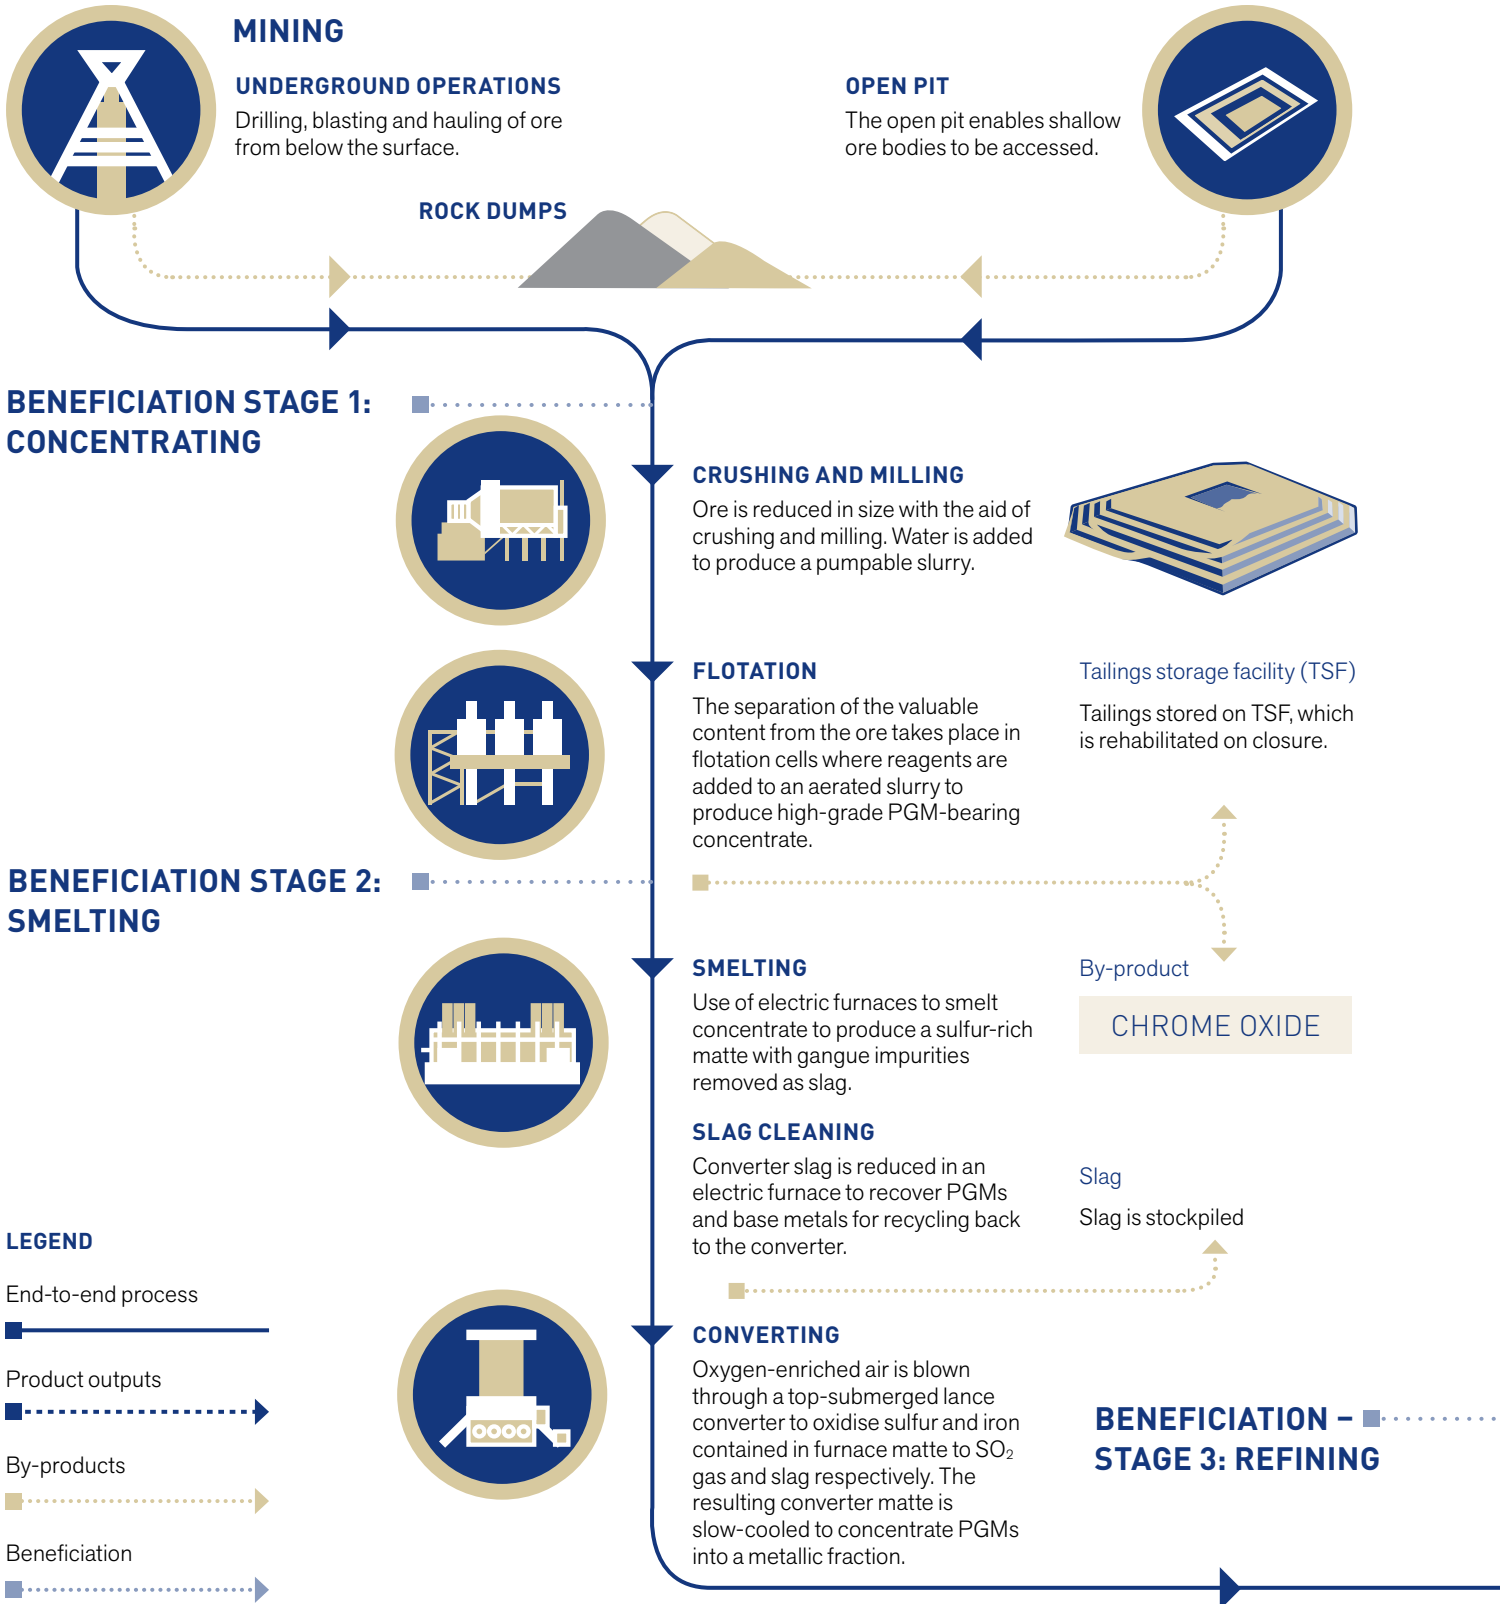 MINING
UNDERGROUND OPERATIONS
Drilling, blasting and hauling of ore
from below the surface.
OPEN PIT
The open pit enables shallow
ore bodies to be accessed.
ROCK DUMPS
BENEFICIATION STAGE 1:
CONCENTRATING
CRUSHING AND MILLING
Ore is reduced in size with the aid of
crushing and milling. Water is added
to produce a pumpable slurry.
FLOTATION
The separation of the valuable
content from the ore takes place in
flotation cells where reagents are
added to an aerated slurry to
produce high-grade PGM-bearing
concentrate.
Tailings storage facility (TSF)
Tailings stored on TSF, which
is rehabilitated on closure.
BENEFICIATION STAGE 2:
SMELTING
SMELTING
Use of electric furnaces to smelt
concentrate to produce a sulfur-rich
matte with gangue impurities
removed as slag.
By-product
CHROME OXIDE
SLAG CLEANING
Converter slag is reduced in an
electric furnace to recover PGMs
and base metals for recycling back
to the converter.
Slag
Slag is stockpiled
CONVERTING
Oxygen-enriched air is blown
through a top-submerged lance
converter to oxidise sulfur and iron
contained in furnace matte to SO₂
gas and slag respectively. The
resulting converter matte is
slow-cooled to concentrate PGMs
into a metallic fraction.
BENEFICIATION –
STAGE 3: REFINING
LEGEND
End-to-end process
Product outputs
By-products
Beneficiation